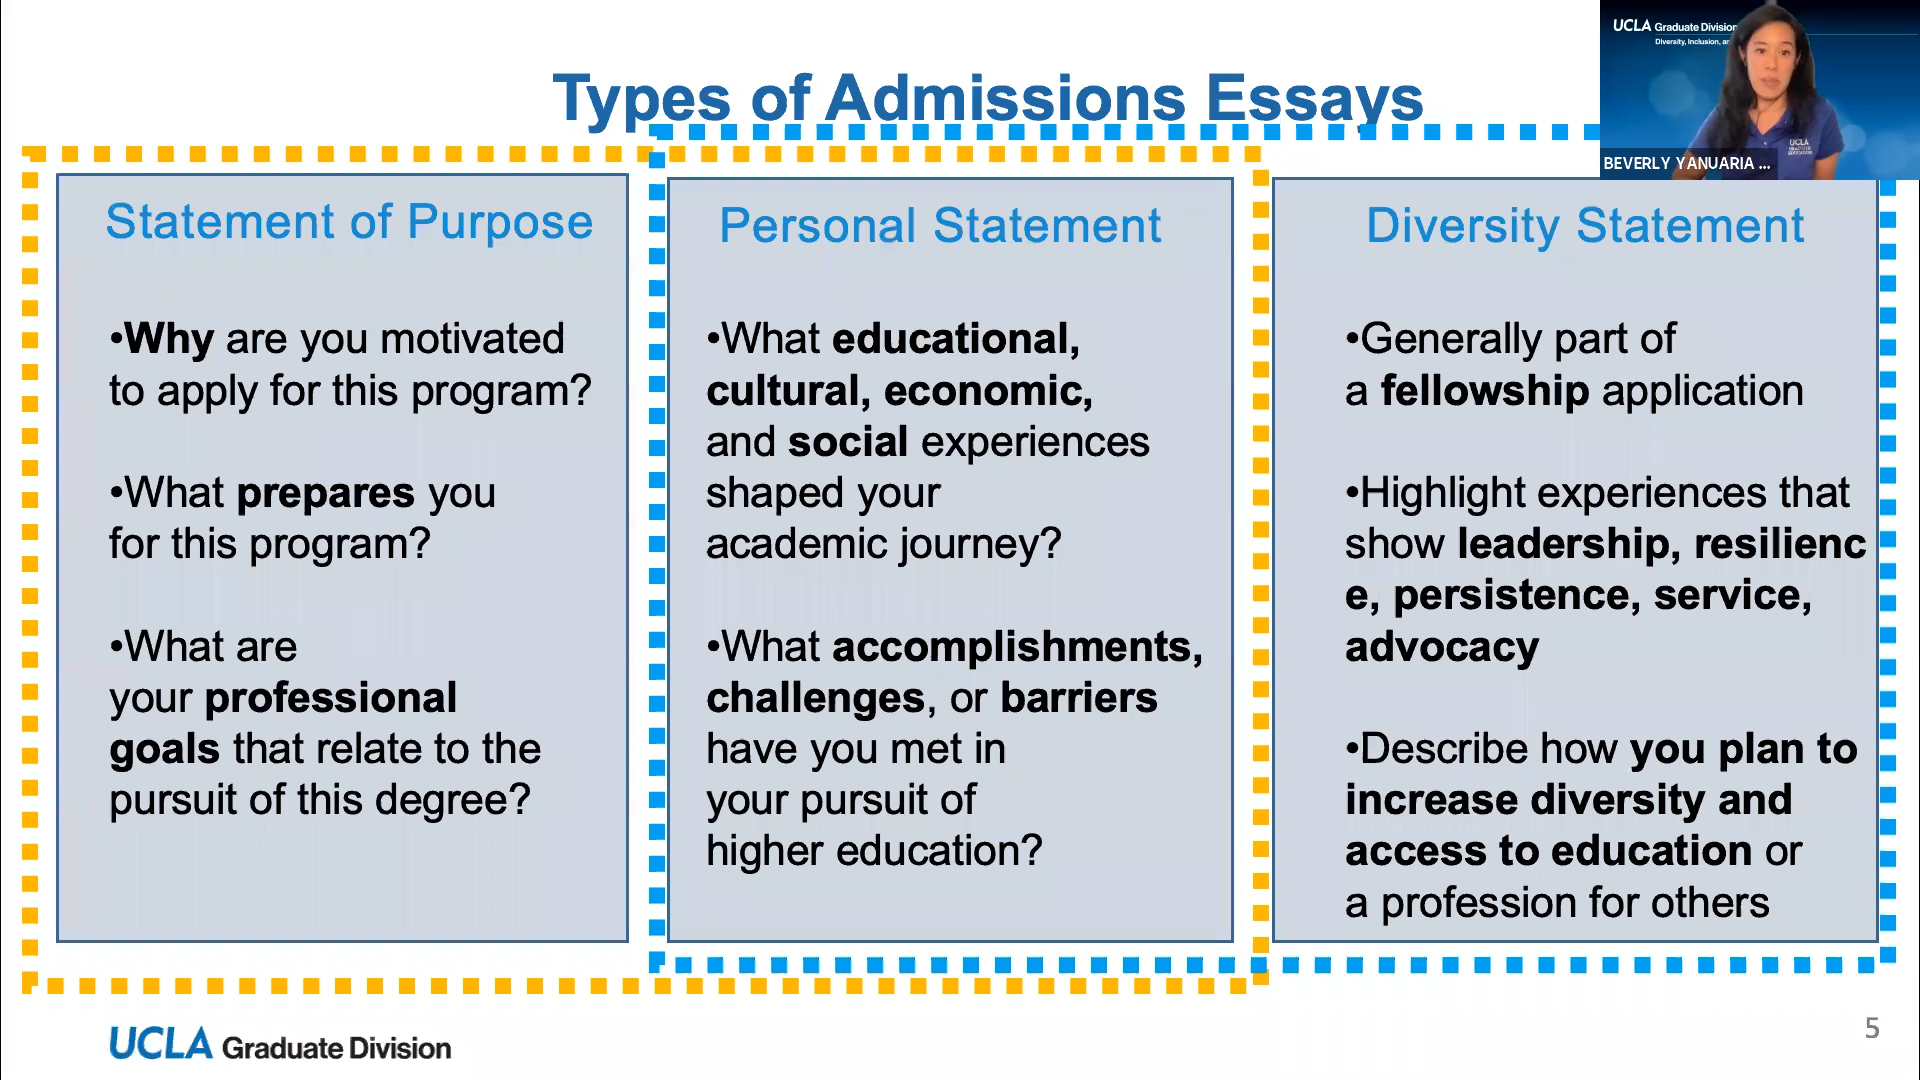 Types of Admissions Essays
UCLA Graduate Division
Diversity, Inclusion, an
UCLA
BEVERLY YANUARIA ...
Statement of Purpose
•Why are you motivated
to apply for this program?
•What prepares you
for this program?
•What are
your professional
goals that relate to the
pursuit of this degree?
Personal Statement
•What educational,
cultural, economic,
and social experiences
shaped your
academic journey?
•What accomplishments,
challenges, or barriers
have you met in
your pursuit of
higher education?
Diversity Statement
•Generally part of
a fellowship application
•Highlight experiences that
show leadership, resilienc
e, persistence, service,
advocacy
•Describe how you plan to
increase diversity and
access to education or
a profession for others
UCLA Graduate Division
5